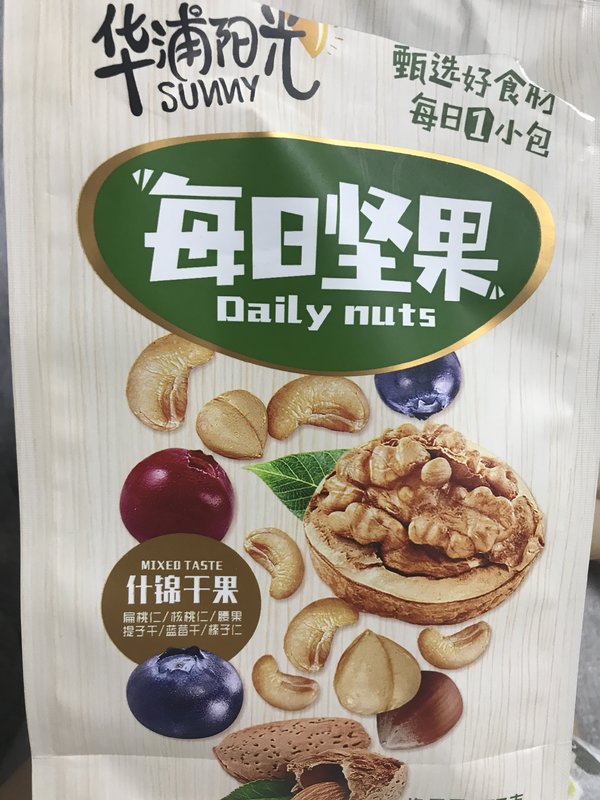 华浦阳光
SUNNY
甄选好食材
每日1小包
每日坚果
Daily nuts
MIXED TASTE
什锦干果
扁桃仁/核桃仁/腰果
提子干/蓝莓干/榛子仁